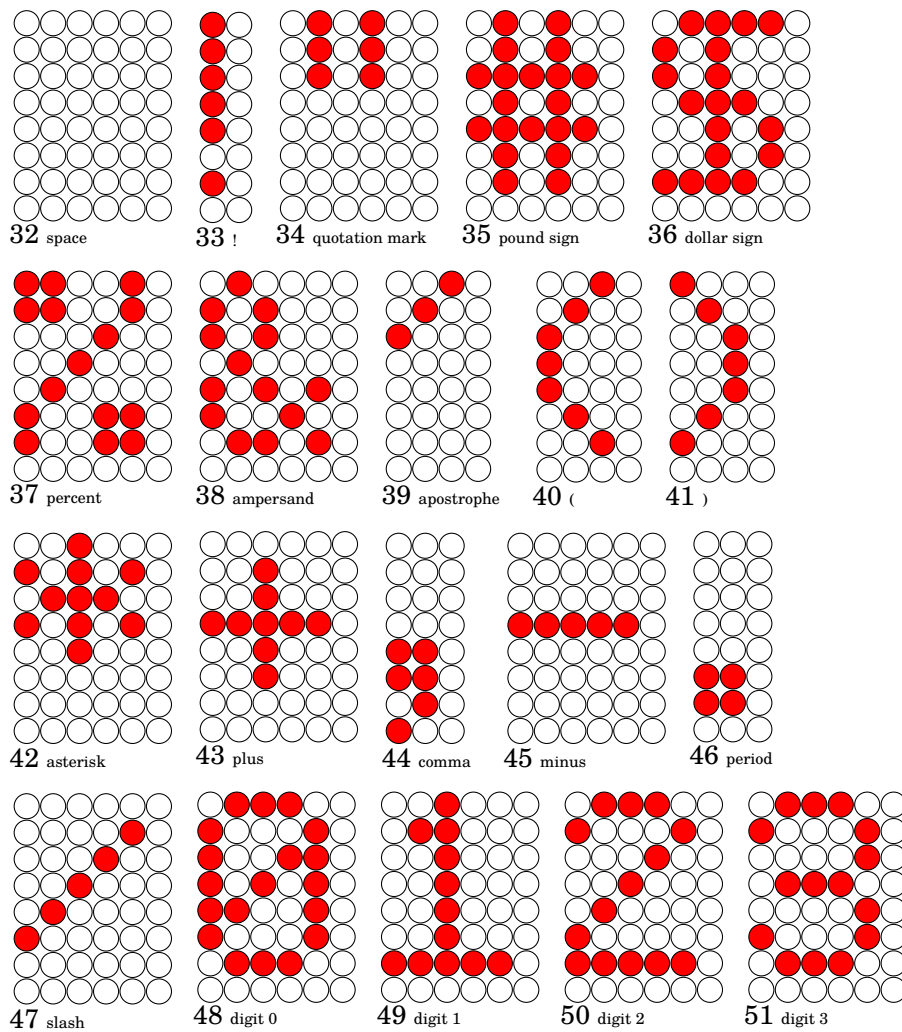 32 space 33 ! 34 quotation mark 35 pound sign 36 dollar sign
37 percent 38 ampersand 39 apostrophe 40 ( 41 )
42 asterisk 43 plus 44 comma 45 minus 46 period
47 slash 48 digit 0 49 digit 1 50 digit 2 51 digit 3